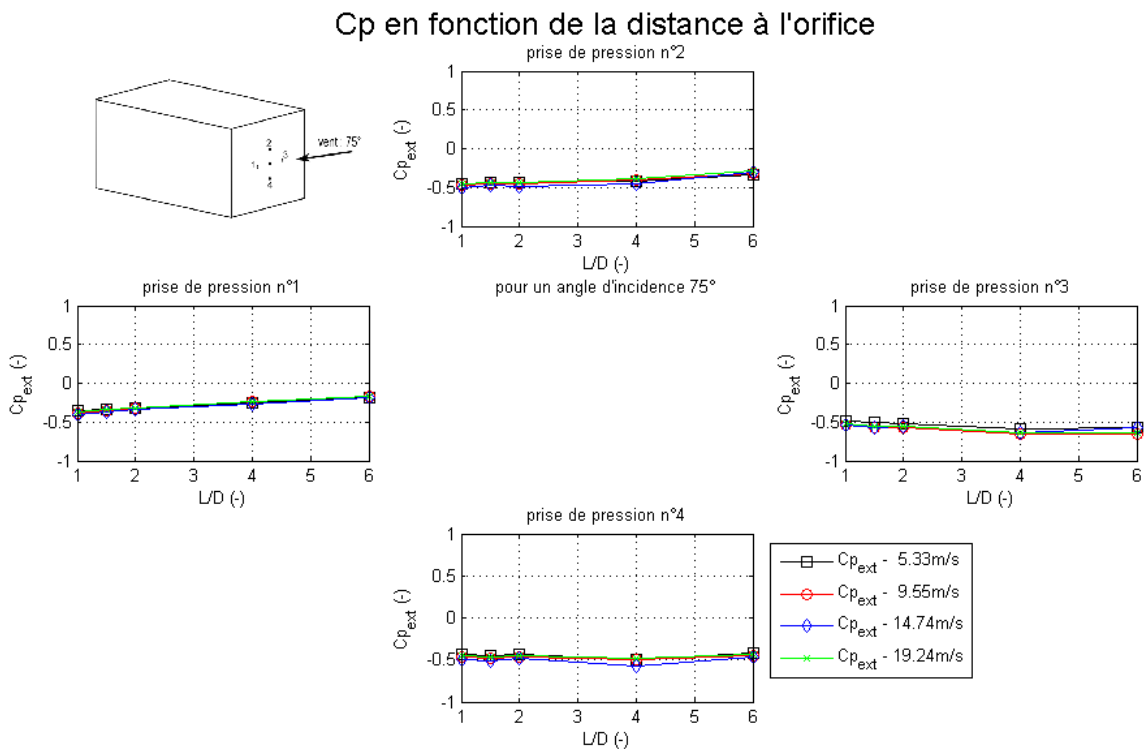 Cp en fonction de la distance à l'orifice
2
1
3
4
vent : 75°
prise de pression n°2
1
0.5
0
-0.5
-1
Cp_ext (-)
1 2 3 4 5 6
L/D (-)
prise de pression n°1
1
0.5
0
-0.5
-1
Cp_ext (-)
1 2 3 4 5 6
L/D (-)
pour un angle d'incidence 75°
prise de pression n°3
1
0.5
0
-0.5
-1
Cp_ext (-)
1 2 3 4 5 6
L/D (-)
prise de pression n°4
1
0.5
0
-0.5
-1
Cp_ext (-)
1 2 3 4 5 6
L/D (-)
Cp_ext - 5.33m/s
Cp_ext - 9.55m/s
Cp_ext - 14.74m/s
Cp_ext - 19.24m/s